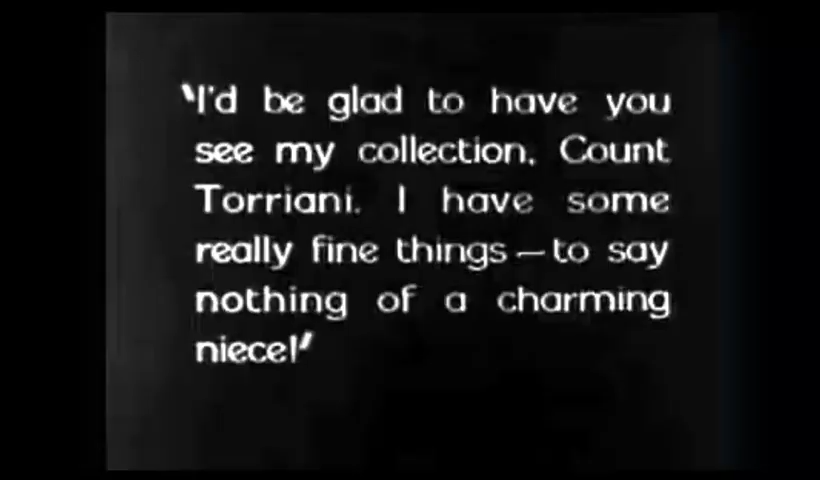 "I'd be glad to have you
see my collection, Count
Torriani. I have some
really fine things — to say
nothing of a charming
niece!"